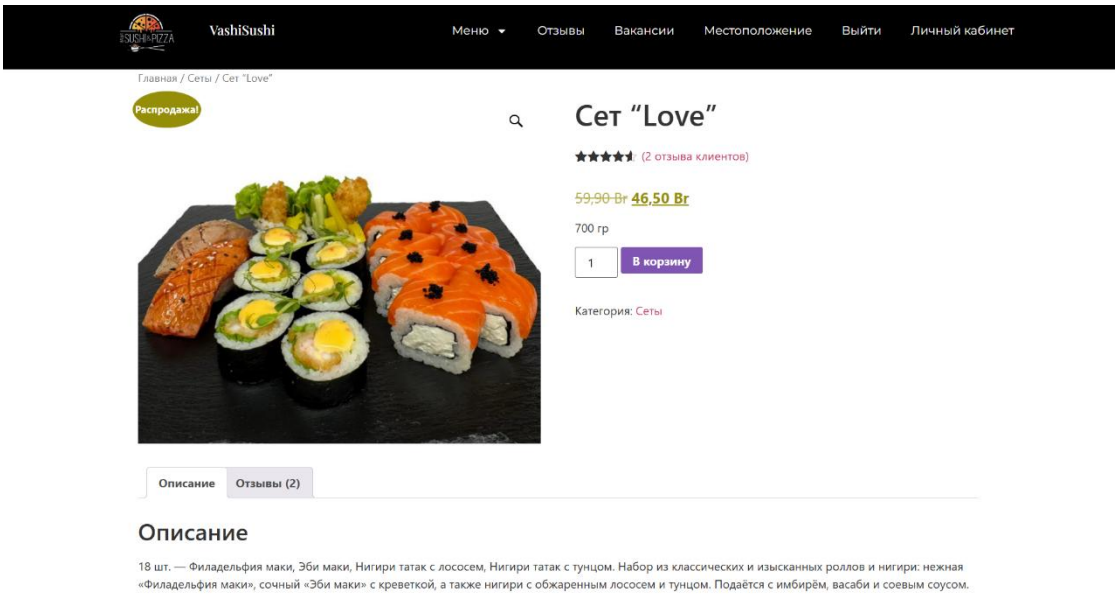 SUSHI&PIZZA
VashiSushi
Меню
Отзывы
Вакансии
Местоположение
Выйти
Личный кабинет
Главная / Сеты / Сет “Love”
Распродажа!
Сет “Love”
(2 отзыва клиентов)
59,90 Br 46,50 Br
700 гр
1
В корзину
Категория: Сеты
Описание
Отзывы (2)
Описание
18 шт. — Филадельфия маки, Эби маки, Нигири татак с лососем, Нигири татак с тунцом. Набор из классических и изысканных роллов и нигири: нежная
«Филадельфия маки», сочный «Эби маки» с креветкой, а также нигири с обжаренным лососем и тунцом. Подаётся с имбирём, васаби и соевым соусом.